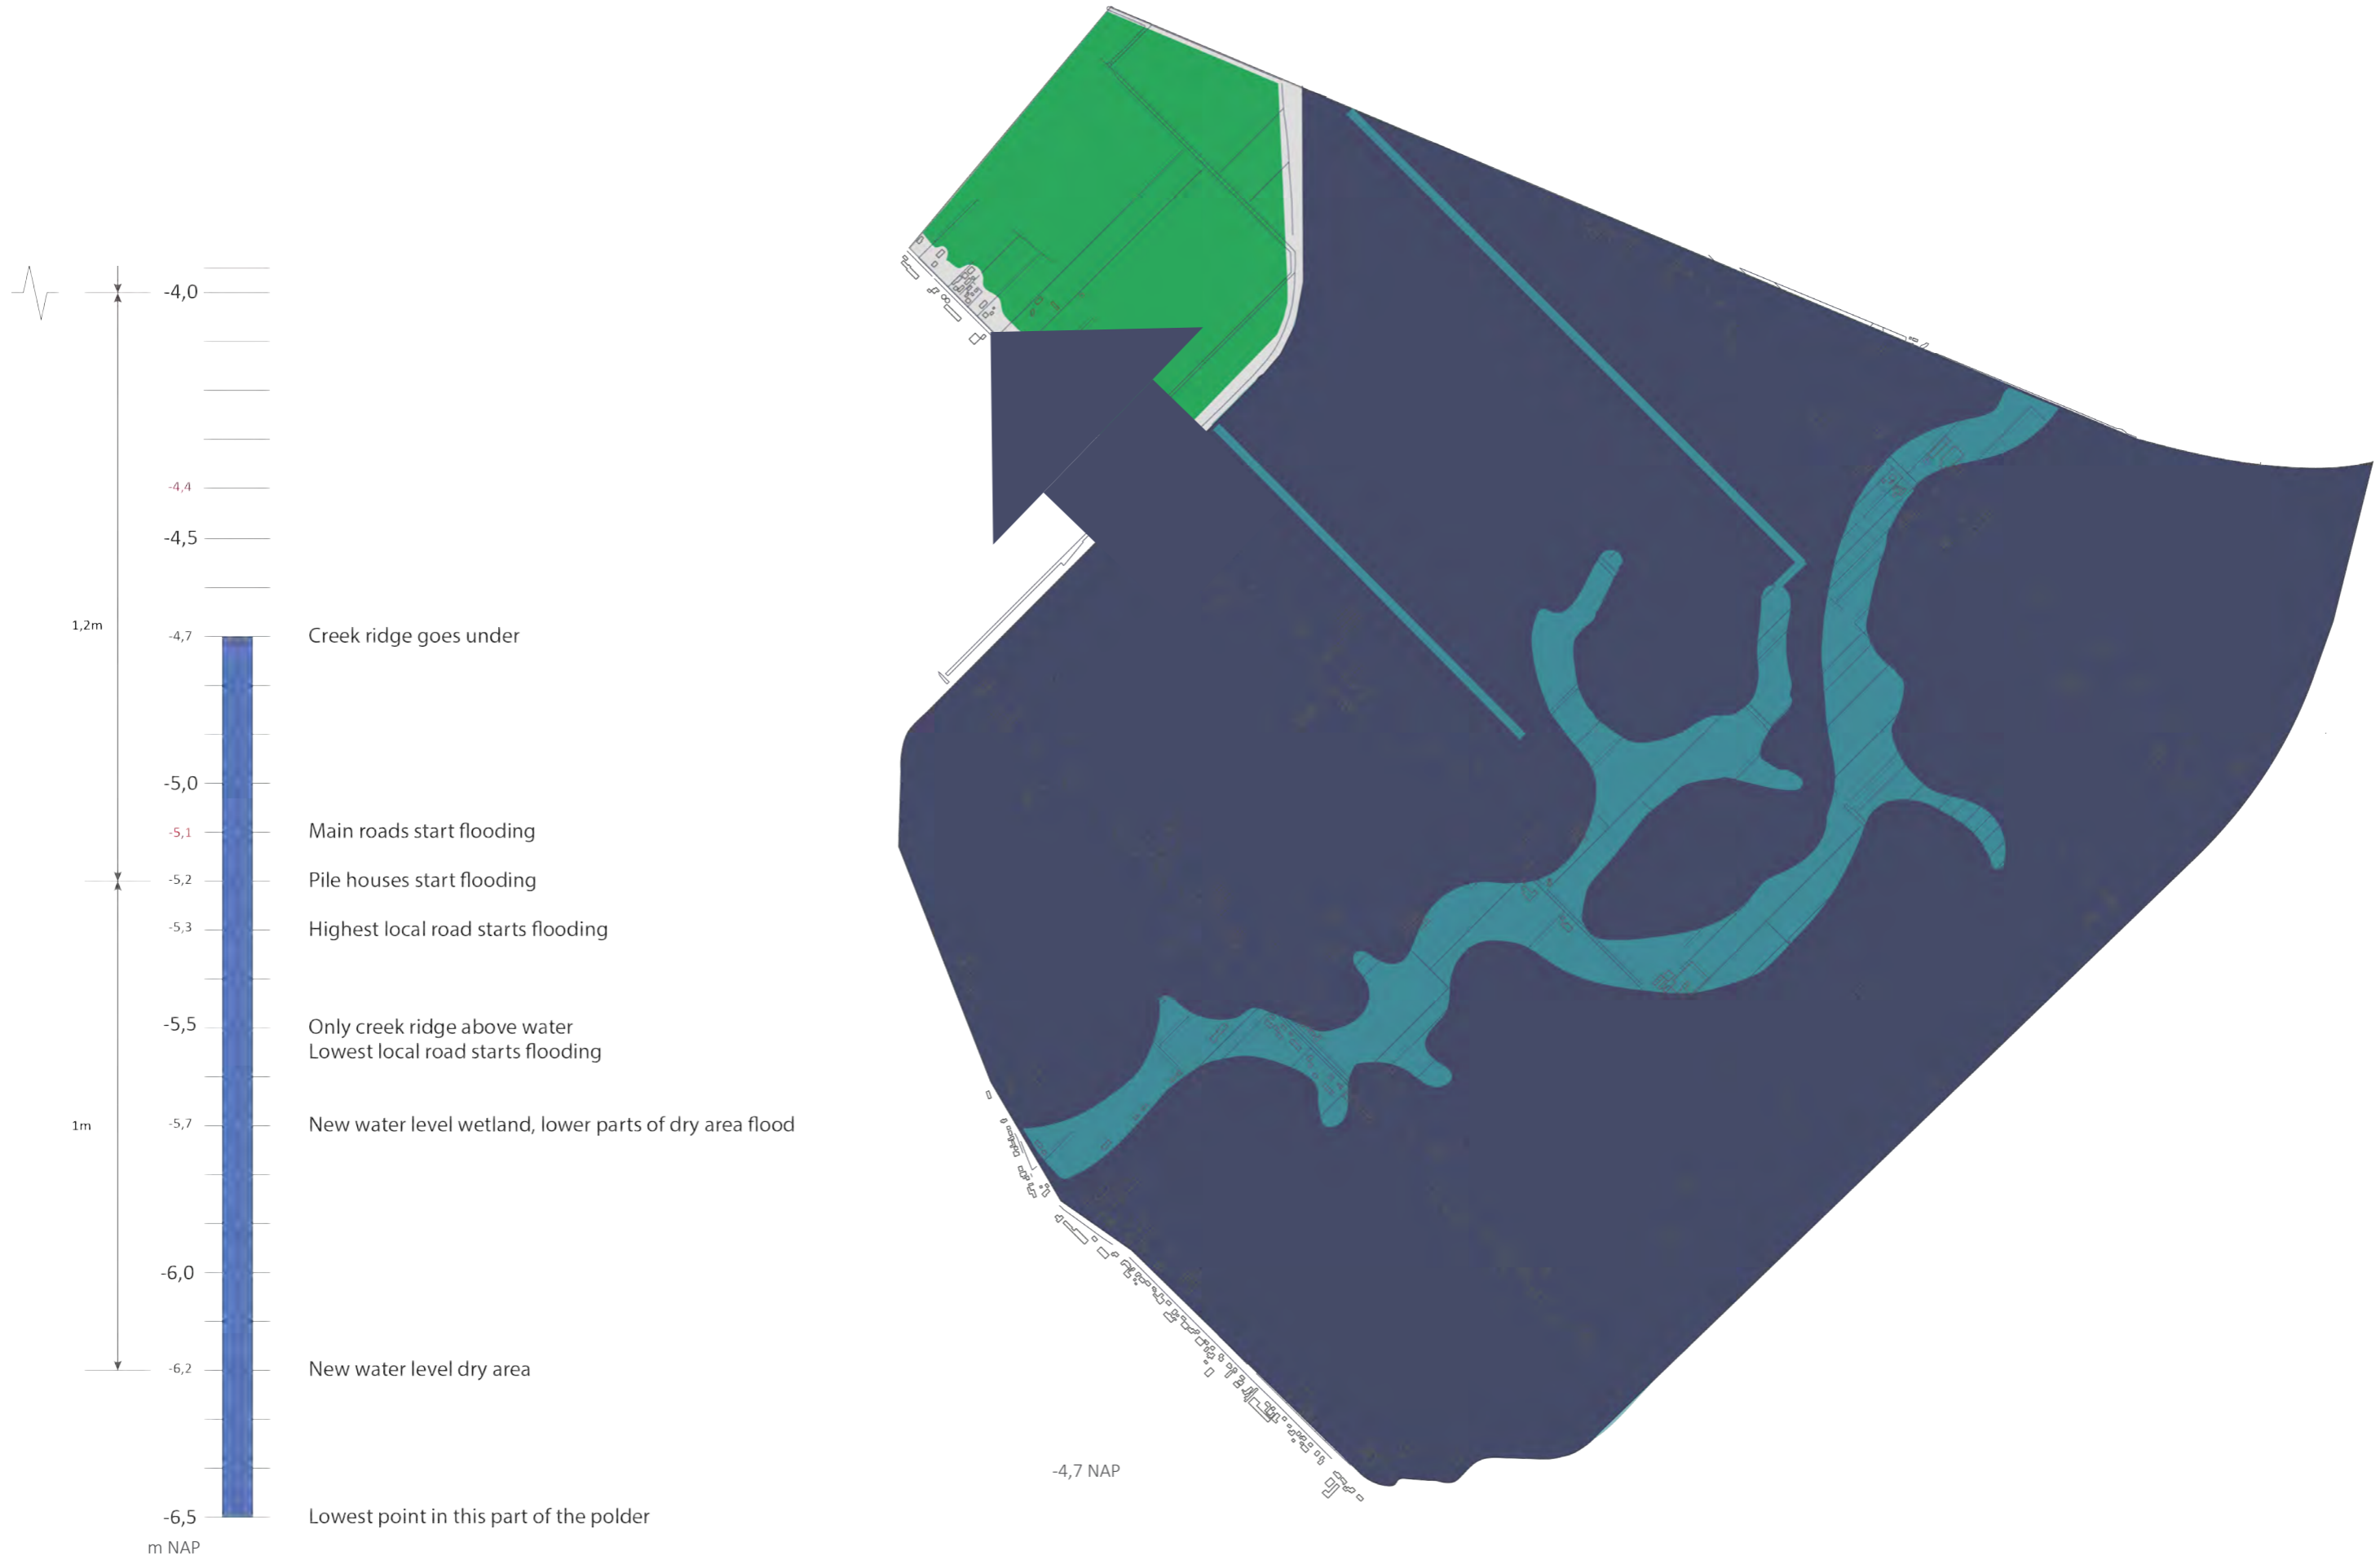 -4,0
-4,4
-4,5
1,2m
-4,7 Creek ridge goes under
-5,0
-5,1 Main roads start flooding
-5,2 Pile houses start flooding
-5,3 Highest local road starts flooding
-5,5 Only creek ridge above water
Lowest local road starts flooding
1m
-5,7 New water level wetland, lower parts of dry area flood
-6,0
-6,2 New water level dry area
-6,5 Lowest point in this part of the polder
m NAP
-4,7 NAP